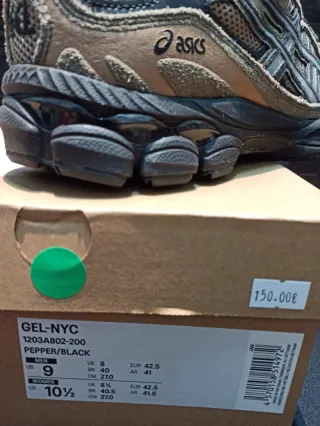 asics
150.00€
GEL-NYC
1203A802-200
PEPPER/BLACK
MEN
US 9
UK 8
BR 40
CM 27.0
EUR 42.5
AR 41
WOMEN
US 10½
UK 8½
BR 40.5
CM 27.0
EUR 42.5
AR 41.5